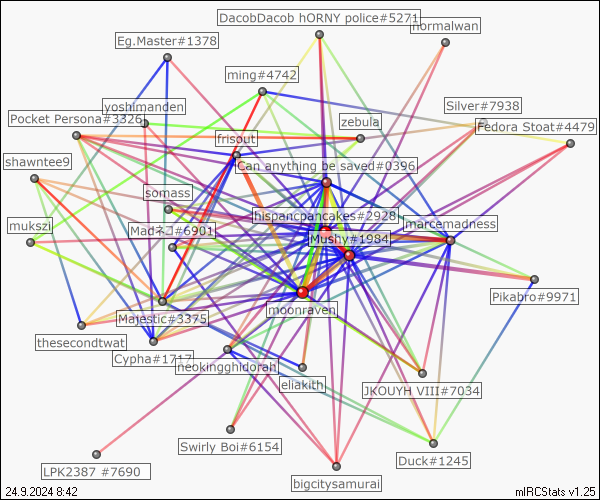 DacobDacob hORNY police#5271
normalwan
Eg.Master#1378
ming#4742
yoshimanden
Silver#7938
Pocket Persona#3326
zebula
Fedora Stoat#4479
frisout
shawntee9
Can anything be saved#0396
somass
hispancpancakes#2928
marcemadness
mukszi
Madネコ#6901
Mushy#1984
Pikabro#9971
moonraven
Majestic#3375
thesecondtwat
Cypha#1717
neokingghidorah
eliakith
JKOUYH VIII#7034
Swirly Boi#6154
Duck#1245
LPK2387 #7690
bigcitysamurai
24.9.2024 8:42
mIRCStats v1.25